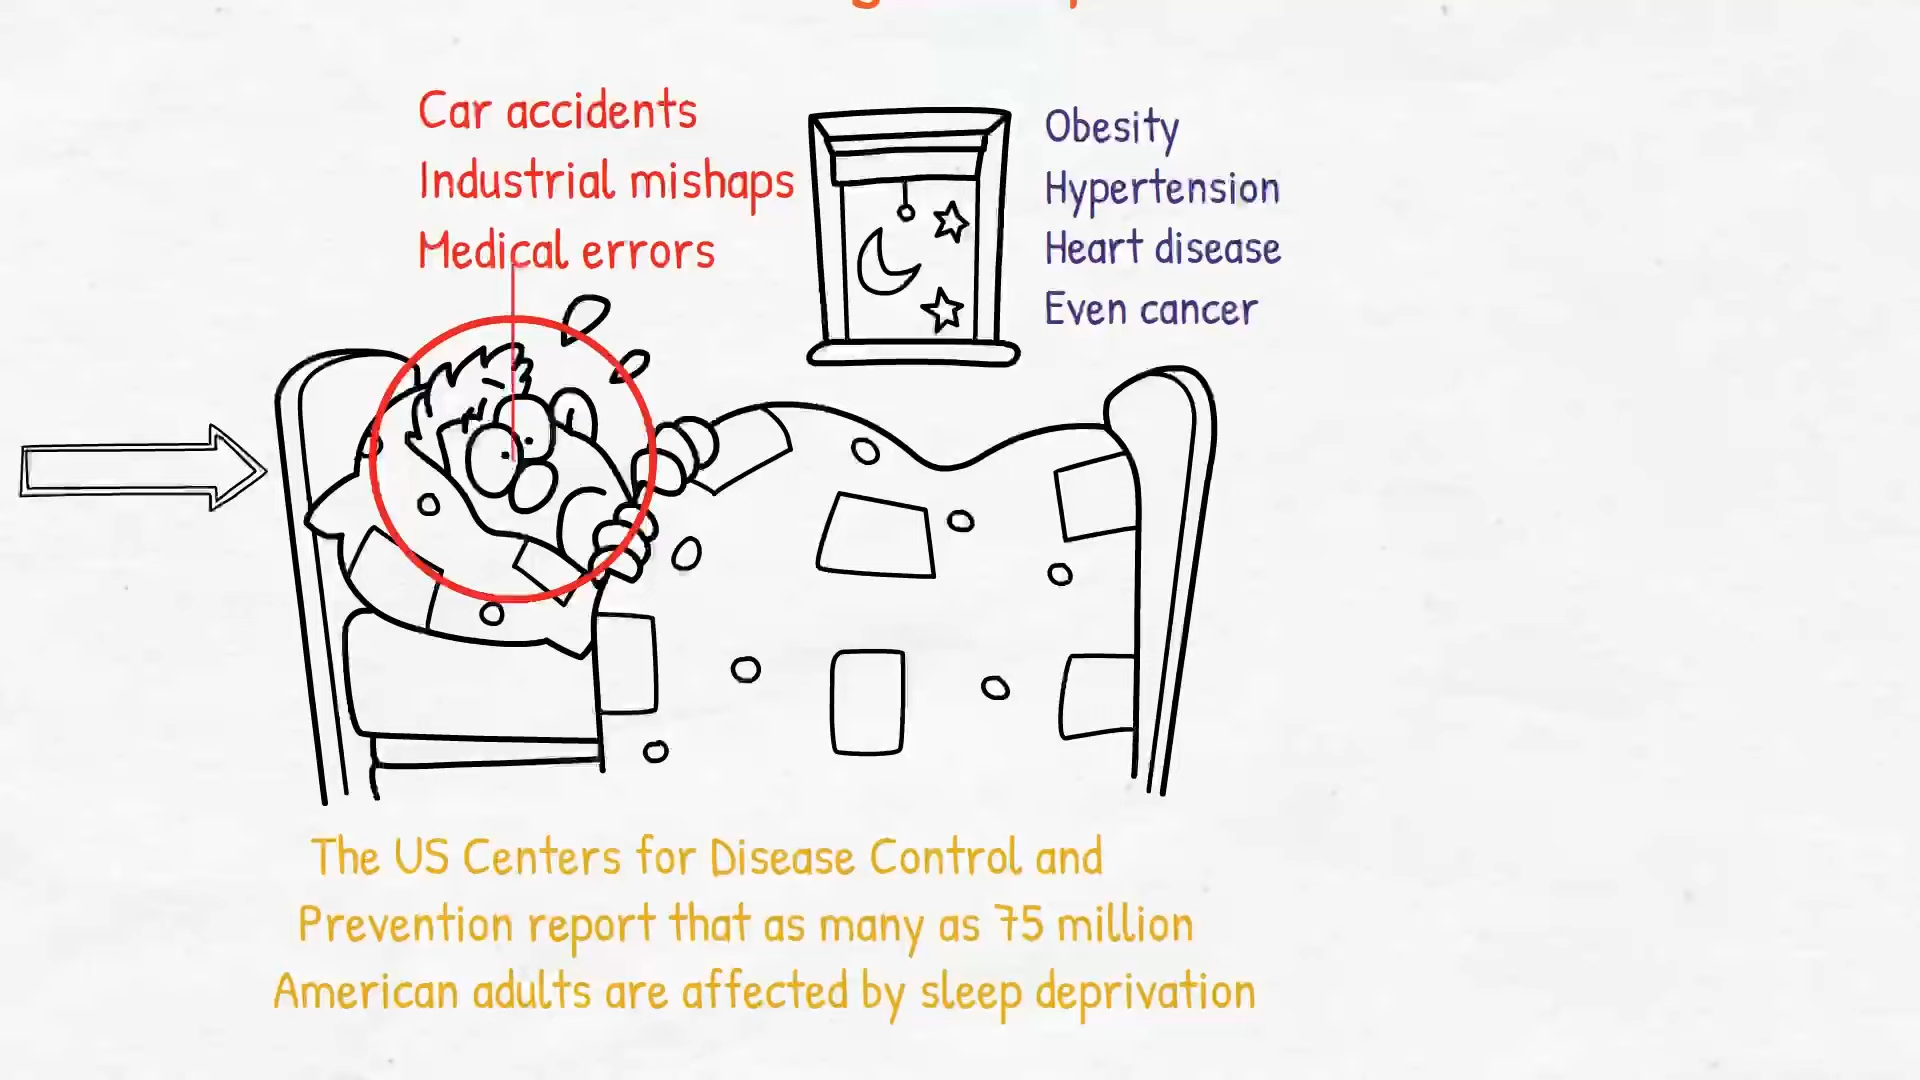 Car accidents
Industrial mishaps
Medical errors
Obesity
Hypertension
Heart disease
Even cancer
The US Centers for Disease Control and
Prevention report that as many as 75 million
American adults are affected by sleep deprivation